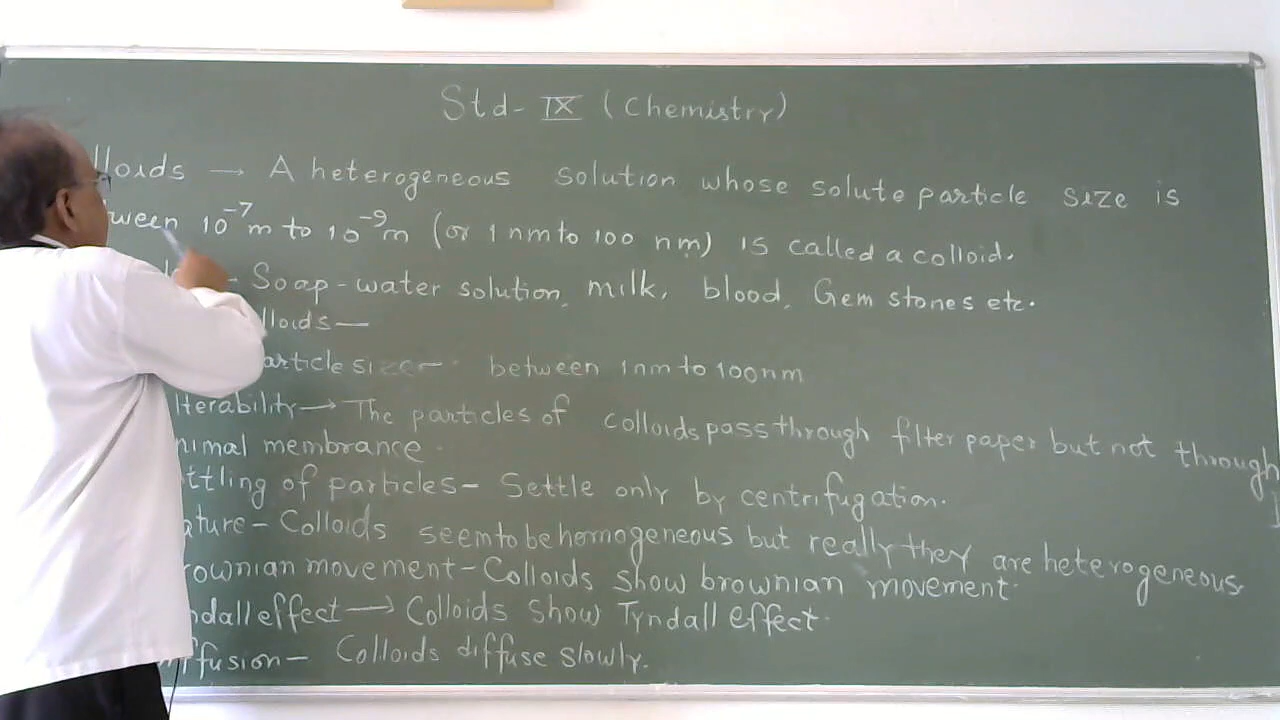 Std- IX (Chemistry)
lloids → A heterogeneous solution whose solute particle size is
ween 10⁻⁷m to 10⁻⁹m (or 1 nm to 100 nm) is called a colloid.
- Soap-water solution, milk, blood, Gem stones etc.
lloids—
article size- between 1nm to 100nm
lterability → The particles of colloids pass through filter paper but not through
nimal membrance.
ttling of particles- Settle only by centrifugation.
ature- Colloids seem to be homogeneous but really they are heterogeneous
rownian movement- Colloids show brownian movement.
ndall effect → Colloids show Tyndall effect.
ffusion- Colloids diffuse slowly.